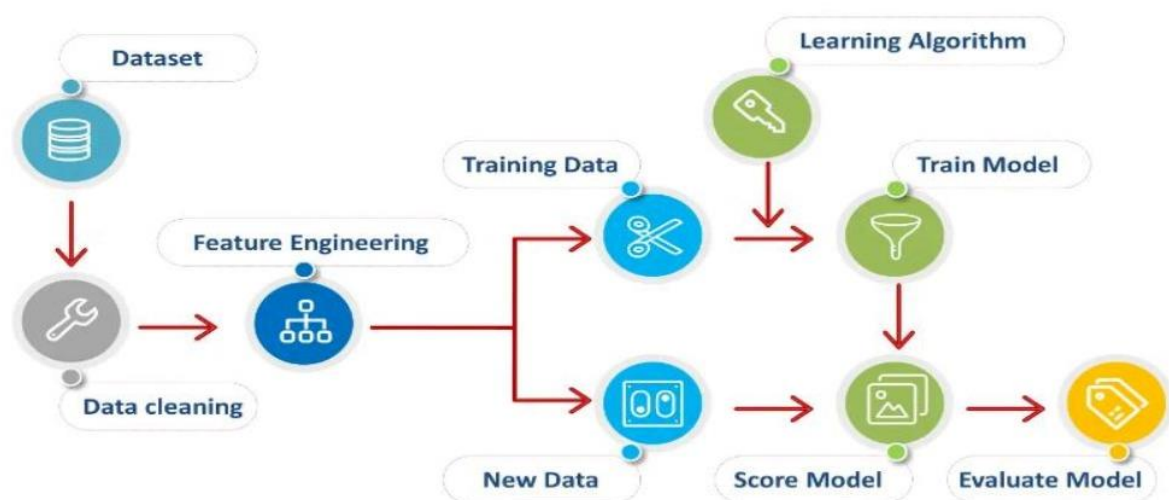 Dataset
Learning Algorithm
Training Data
Train Model
Feature Engineering
Data cleaning
New Data
Score Model
Evaluate Model